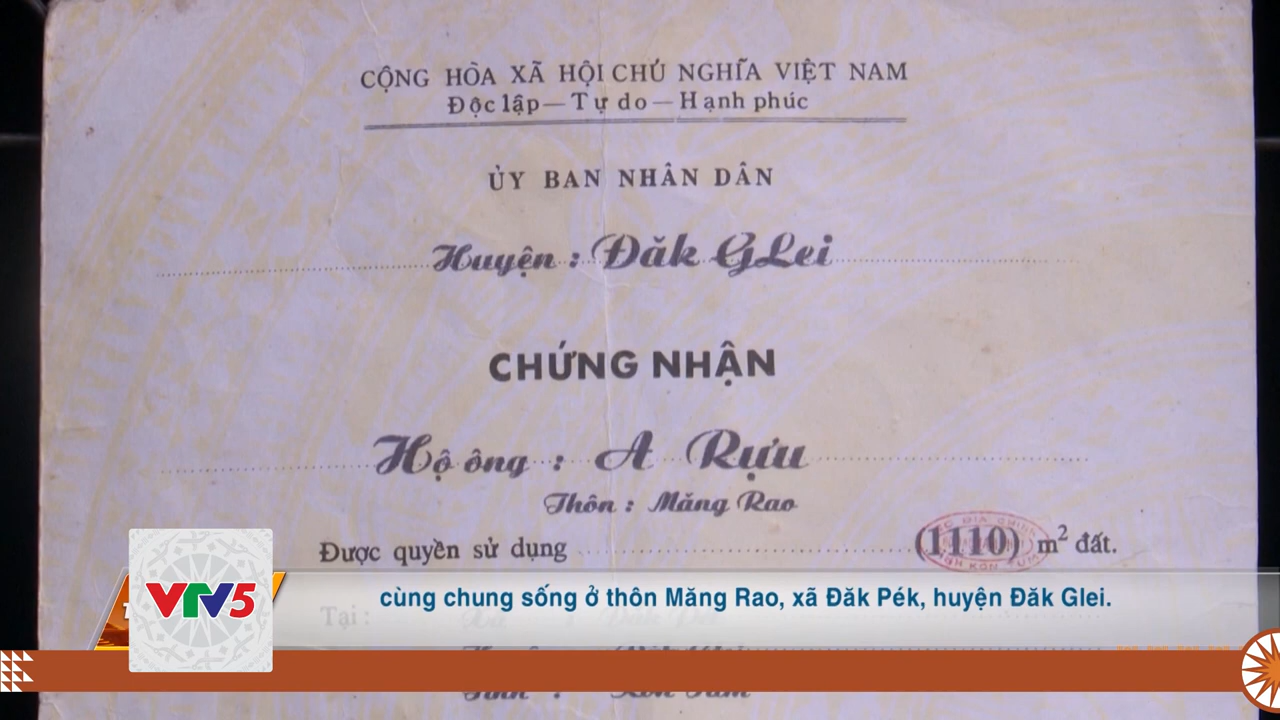 CỘNG HÒA XÃ HỘI CHỦ NGHĨA VIỆT NAM
Độc lập — Tự do — Hạnh phúc
ỦY BAN NHÂN DÂN
Huyện : Đăk GLei
CHỨNG NHẬN
Hộ ông : A Rựu
Thôn : Măng Rao
Được quyền sử dụng (1110) m² đất.
cùng chung sống ở thôn Măng Rao, xã Đăk Pék, huyện Đăk Glei.
VTV5
Tại :